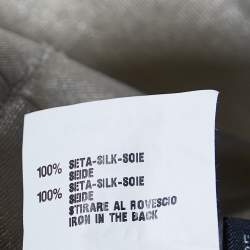 100% SETA-SILK-SOIE
SEIDE
100% SETA-SILK-SOIE
SEIDE
STIRARE AL ROVESCIO
IRON IN THE BACK